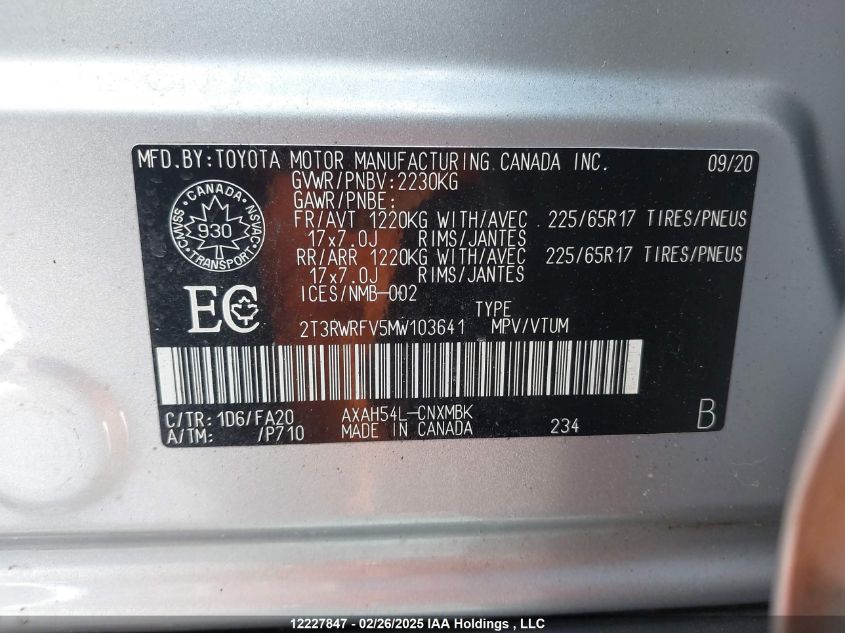 MFD.BY:TOYOTA MOTOR MANUFACTURING CANADA INC. 09/20
GVWR/PNBV:2230KG
GAWR/PNBE:
FR/AVT 1220KG WITH/AVEC 225/65R17 TIRES/PNEUS
17x7.0J RIMS/JANTES
RR/ARR 1220KG WITH/AVEC 225/65R17 TIRES/PNEUS
17x7.0J RIMS/JANTES
ICES/NMB-002
CANADA
CMVSS 930 NSVAC
TRANSPORT
EC
TYPE
2T3RWRFV5MW103641 MPV/VTUM
C/TR: 1D6/FA20 AXAH54L-CNXMBK
A/TM: /P710 MADE IN CANADA 234 B
12227847 - 02/26/2025 IAA Holdings , LLC